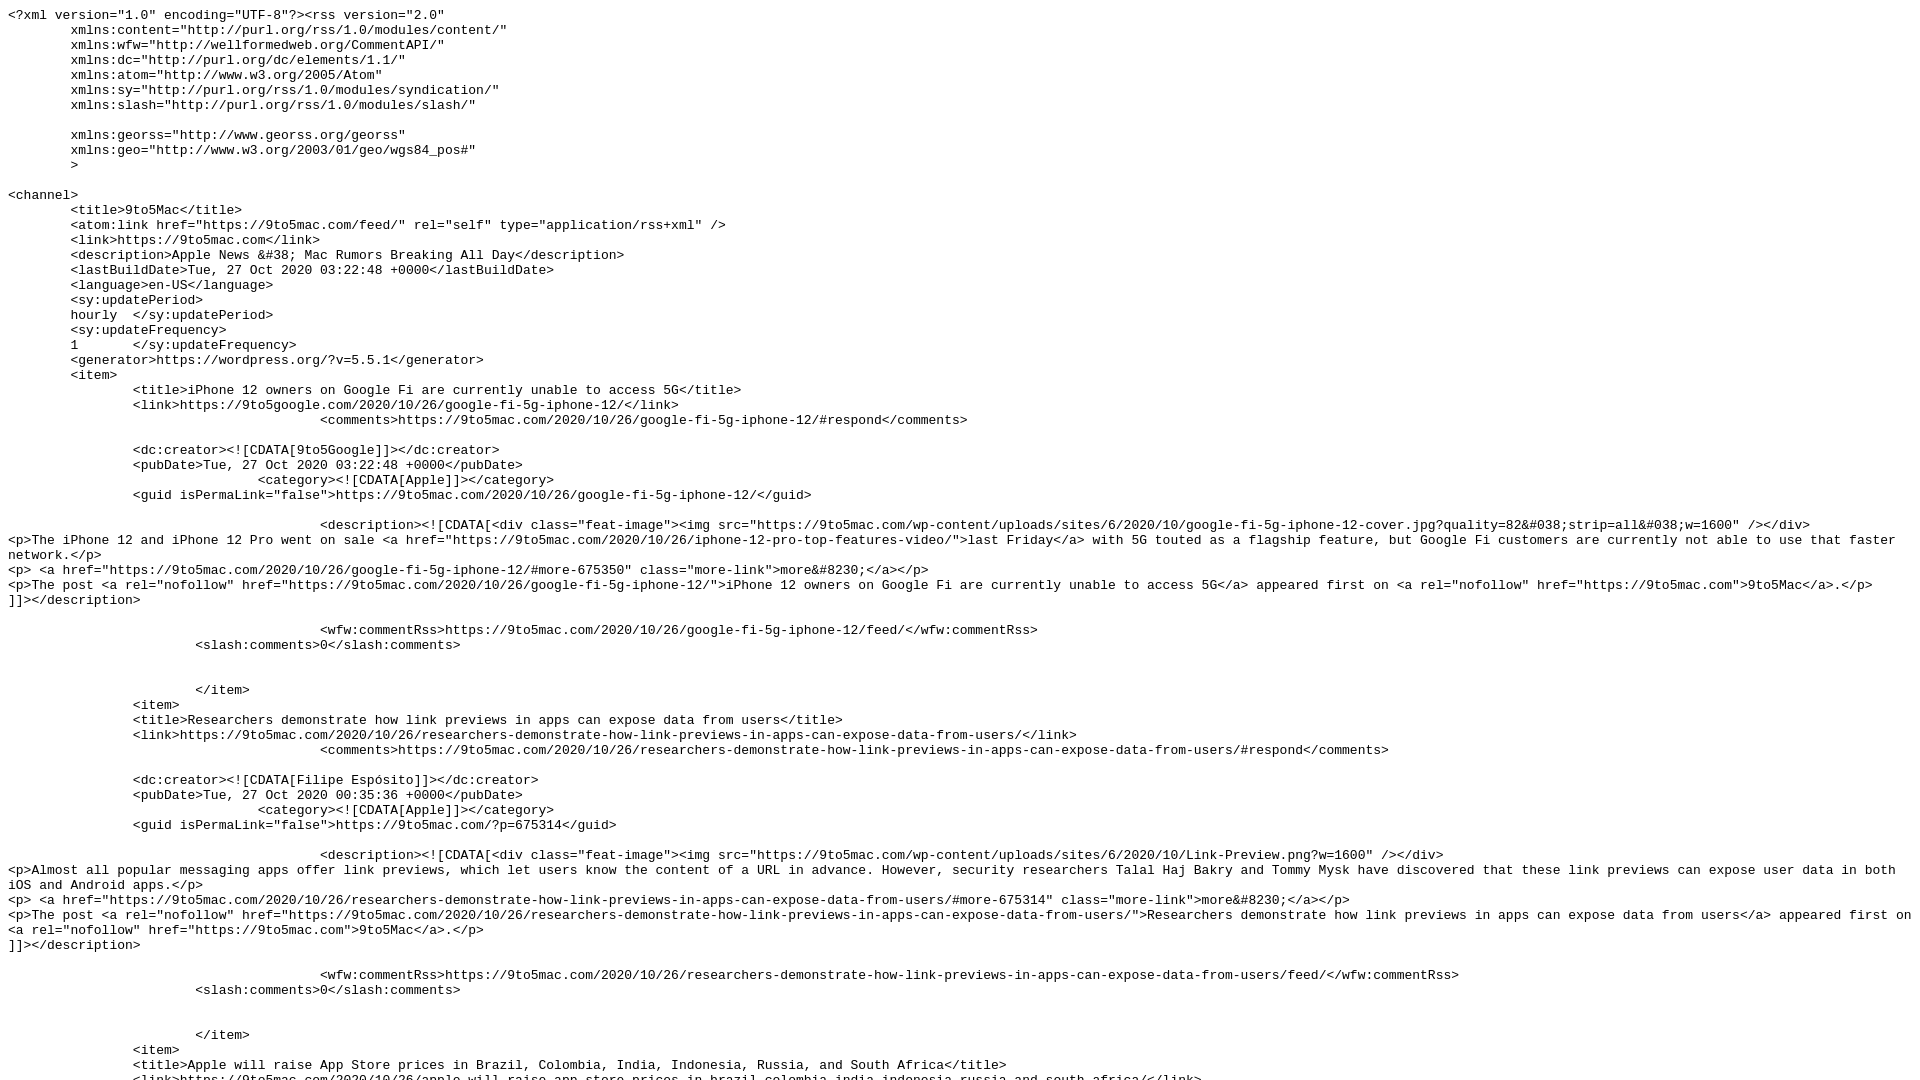 <?xml version="1.0" encoding="UTF-8"?><rss version="2.0"
xmlns:content="http://purl.org/rss/1.0/modules/content/"
xmlns:wfw="http://wellformedweb.org/CommentAPI/"
xmlns:dc="http://purl.org/dc/elements/1.1/"
xmlns:atom="http://www.w3.org/2005/Atom"
xmlns:sy="http://purl.org/rss/1.0/modules/syndication/"
xmlns:slash="http://purl.org/rss/1.0/modules/slash/"
xmlns:georss="http://www.georss.org/georss"
xmlns:geo="http://www.w3.org/2003/01/geo/wgs84_pos#"
>
<channel>
<title>9to5Mac</title>
<atom:link href="https://9to5mac.com/feed/" rel="self" type="application/rss+xml" />
<link>https://9to5mac.com</link>
<description>Apple News &#38; Mac Rumors Breaking All Day</description>
<lastBuildDate>Tue, 27 Oct 2020 03:22:48 +0000</lastBuildDate>
<language>en-US</language>
<sy:updatePeriod>
hourly  </sy:updatePeriod>
<sy:updateFrequency>
1       </sy:updateFrequency>
<generator>https://wordpress.org/?v=5.5.1</generator>
<item>
<title>iPhone 12 owners on Google Fi are currently unable to access 5G</title>
<link>https://9to5google.com/2020/10/26/google-fi-5g-iphone-12/</link>
<comments>https://9to5mac.com/2020/10/26/google-fi-5g-iphone-12/#respond</comments>
<dc:creator><![CDATA[9to5Google]]></dc:creator>
<pubDate>Tue, 27 Oct 2020 03:22:48 +0000</pubDate>
<category><![CDATA[Apple]]></category>
<guid isPermaLink="false">https://9to5mac.com/2020/10/26/google-fi-5g-iphone-12/</guid>
<description><![CDATA[<div class="feat-image"><img src="https://9to5mac.com/wp-content/uploads/sites/6/2020/10/google-fi-5g-iphone-12-cover.jpg?quality=82&#038;strip=all&#038;w=1600" /></div>
<p>The iPhone 12 and iPhone 12 Pro went on sale <a href="https://9to5mac.com/2020/10/26/iphone-12-pro-top-features-video/">last Friday</a> with 5G touted as a flagship feature, but Google Fi customers are currently not able to use that faster
network.</p>
<p> <a href="https://9to5mac.com/2020/10/26/google-fi-5g-iphone-12/#more-675350" class="more-link">more&#8230;</a></p>
<p>The post <a rel="nofollow" href="https://9to5mac.com/2020/10/26/google-fi-5g-iphone-12/">iPhone 12 owners on Google Fi are currently unable to access 5G</a> appeared first on <a rel="nofollow" href="https://9to5mac.com">9to5Mac</a>.</p>
]]></description>
<wfw:commentRss>https://9to5mac.com/2020/10/26/google-fi-5g-iphone-12/feed/</wfw:commentRss>
<slash:comments>0</slash:comments>
</item>
<item>
<title>Researchers demonstrate how link previews in apps can expose data from users</title>
<link>https://9to5mac.com/2020/10/26/researchers-demonstrate-how-link-previews-in-apps-can-expose-data-from-users/</link>
<comments>https://9to5mac.com/2020/10/26/researchers-demonstrate-how-link-previews-in-apps-can-expose-data-from-users/#respond</comments>
<dc:creator><![CDATA[Filipe Espósito]]></dc:creator>
<pubDate>Tue, 27 Oct 2020 00:35:36 +0000</pubDate>
<category><![CDATA[Apple]]></category>
<guid isPermaLink="false">https://9to5mac.com/?p=675314</guid>
<description><![CDATA[<div class="feat-image"><img src="https://9to5mac.com/wp-content/uploads/sites/6/2020/10/Link-Preview.png?w=1600" /></div>
<p>Almost all popular messaging apps offer link previews, which let users know the content of a URL in advance. However, security researchers Talal Haj Bakry and Tommy Mysk have discovered that these link previews can expose user data in both
iOS and Android apps.</p>
<p> <a href="https://9to5mac.com/2020/10/26/researchers-demonstrate-how-link-previews-in-apps-can-expose-data-from-users/#more-675314" class="more-link">more&#8230;</a></p>
<p>The post <a rel="nofollow" href="https://9to5mac.com/2020/10/26/researchers-demonstrate-how-link-previews-in-apps-can-expose-data-from-users/">Researchers demonstrate how link previews in apps can expose data from users</a> appeared first on
<a rel="nofollow" href="https://9to5mac.com">9to5Mac</a>.</p>
]]></description>
<wfw:commentRss>https://9to5mac.com/2020/10/26/researchers-demonstrate-how-link-previews-in-apps-can-expose-data-from-users/feed/</wfw:commentRss>
<slash:comments>0</slash:comments>
</item>
<item>
<title>Apple will raise App Store prices in Brazil, Colombia, India, Indonesia, Russia, and South Africa</title>
<link>https://9to5mac.com/2020/10/26/apple-will-raise-app-store-prices-in-brazil-colombia-india-indonesia-russia-and-south-africa/</link>